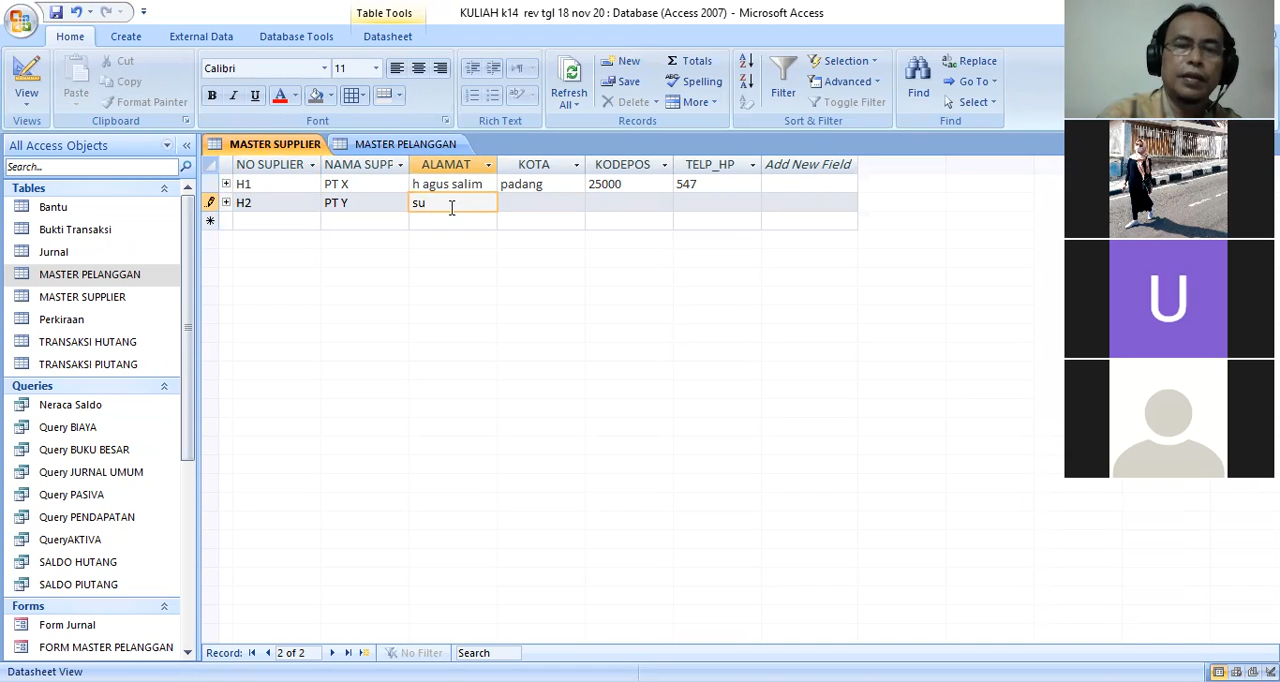 Table Tools
KULIAH k14 rev tgl 18 nov 20 : Database (Access 2007) - Microsoft Access
Home
Create
External Data
Database Tools
Datasheet
View
Views
Paste
Cut
Copy
Format Painter
Clipboard
Calibri
11
B I U A
Font
Rich Text
Refresh
All
New
Save
Delete
Totals
Spelling
More
Records
Filter
Selection
Advanced
Toggle Filter
Sort & Filter
Find
Replace
Go To
Select
Find
All Access Objects
Search...
Tables
Bantu
Bukti Transaksi
Jurnal
MASTER PELANGGAN
MASTER SUPPLIER
Perkiraan
TRANSAKSI HUTANG
TRANSAKSI PIUTANG
Queries
Neraca Saldo
Query BIAYA
Query BUKU BESAR
Query JURNAL UMUM
Query PASIVA
Query PENDAPATAN
QueryAKTIVA
SALDO HUTANG
SALDO PIUTANG
Forms
Form Jurnal
FORM MASTER PELANGGAN
MASTER SUPPLIER
MASTER PELANGGAN
NO SUPLIER NAMA SUPP ALAMAT KOTA KODEPOS TELP_HP Add New Field
H1 PT X h agus salim padang 25000 547
H2 PT Y su
Record: 2 of 2 No Filter Search
Datasheet View
U